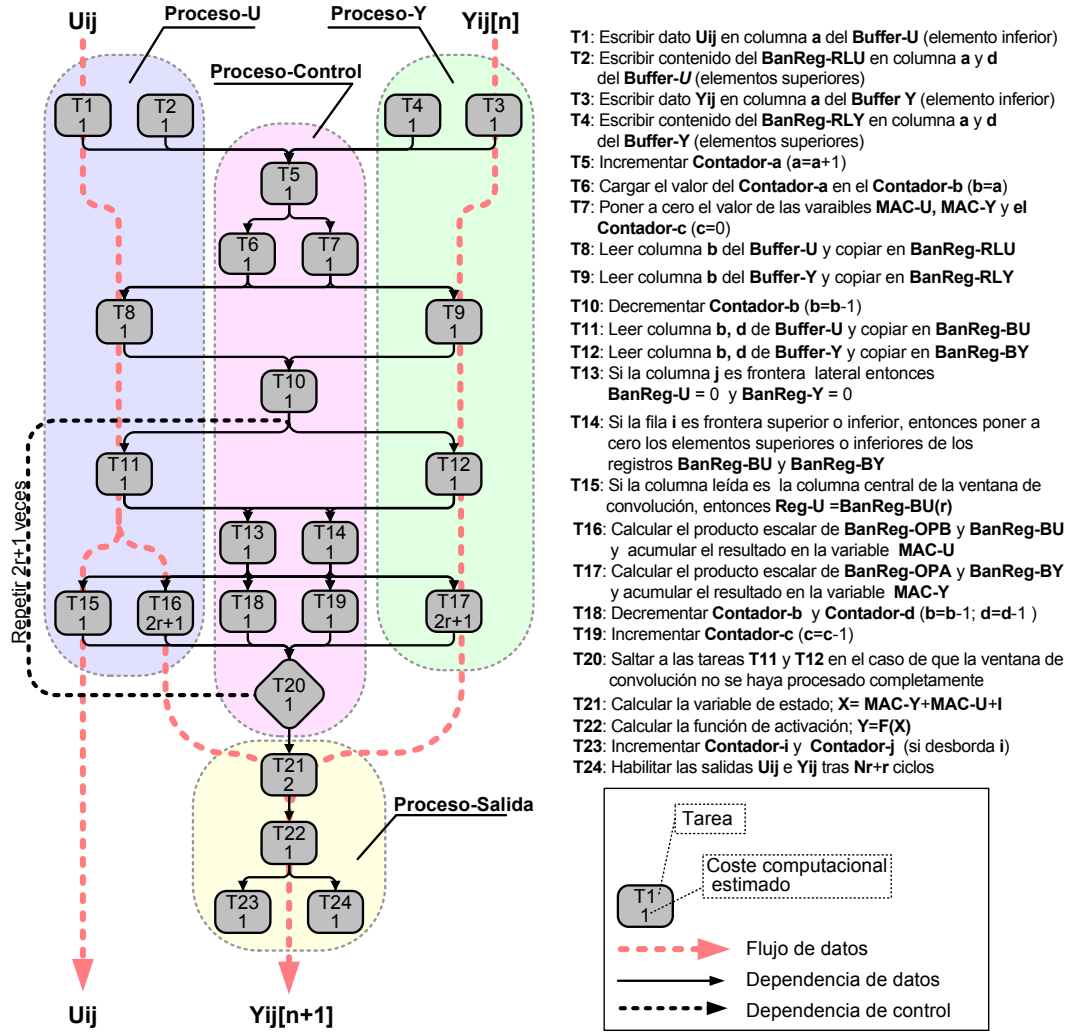 Uij
Proceso-U
Proceso-Y
Yij[n]
Proceso-Control
T1
1
T2
1
T4
1
T3
1
T5
1
T6
1
T7
1
T8
1
T9
1
T10
1
T11
1
T12
1
T13
1
T14
1
T15
1
T16
2r+1
T18
1
T19
1
T17
2r+1
T20
1
Repetir 2r+1 veces
T21
2
Proceso-Salida
T22
1
T23
1
T24
1
Uij
Yij[n+1]
T1: Escribir dato Uij en columna a del Buffer-U (elemento inferior)
T2: Escribir contenido del BanReg-RLU en columna a y d
del Buffer-U (elementos superiores)
T3: Escribir dato Yij en columna a del Buffer Y (elemento inferior)
T4: Escribir contenido del BanReg-RLY en columna a y d
del Buffer-Y (elementos superiores)
T5: Incrementar Contador-a (a=a+1)
T6: Cargar el valor del Contador-a en el Contador-b (b=a)
T7: Poner a cero el valor de las varaibles MAC-U, MAC-Y y el
Contador-c (c=0)
T8: Leer columna b del Buffer-U y copiar en BanReg-RLU
T9: Leer columna b del Buffer-Y y copiar en BanReg-RLY
T10: Decrementar Contador-b (b=b-1)
T11: Leer columna b, d de Buffer-U y copiar en BanReg-BU
T12: Leer columna b, d de Buffer-Y y copiar en BanReg-BY
T13: Si la columna j es frontera lateral entonces
BanReg-U = 0 y BanReg-Y = 0
T14: Si la fila i es frontera superior o inferior, entonces poner a
cero los elementos superiores o inferiores de los
registros BanReg-BU y BanReg-BY
T15: Si la columna leída es la columna central de la ventana de
convolución, entonces Reg-U =BanReg-BU(r)
T16: Calcular el producto escalar de BanReg-OPB y BanReg-BU
y acumular el resultado en la variable MAC-U
T17: Calcular el producto escalar de BanReg-OPA y BanReg-BY
y acumular el resultado en la variable MAC-Y
T18: Decrementar Contador-b y Contador-d (b=b-1; d=d-1 )
T19: Incrementar Contador-c (c=c-1)
T20: Saltar a las tareas T11 y T12 en el caso de que la ventana de
convolución no se haya procesado completamente
T21: Calcular la variable de estado; X= MAC-Y+MAC-U+I
T22: Calcular la función de activación; Y=F(X)
T23: Incrementar Contador-i y Contador-j (si desborda i)
T24: Habilitar las salidas Uij e Yij tras Nr+r ciclos
Tarea
Coste computacional
estimado
T1
1
Flujo de datos
Dependencia de datos
Dependencia de control